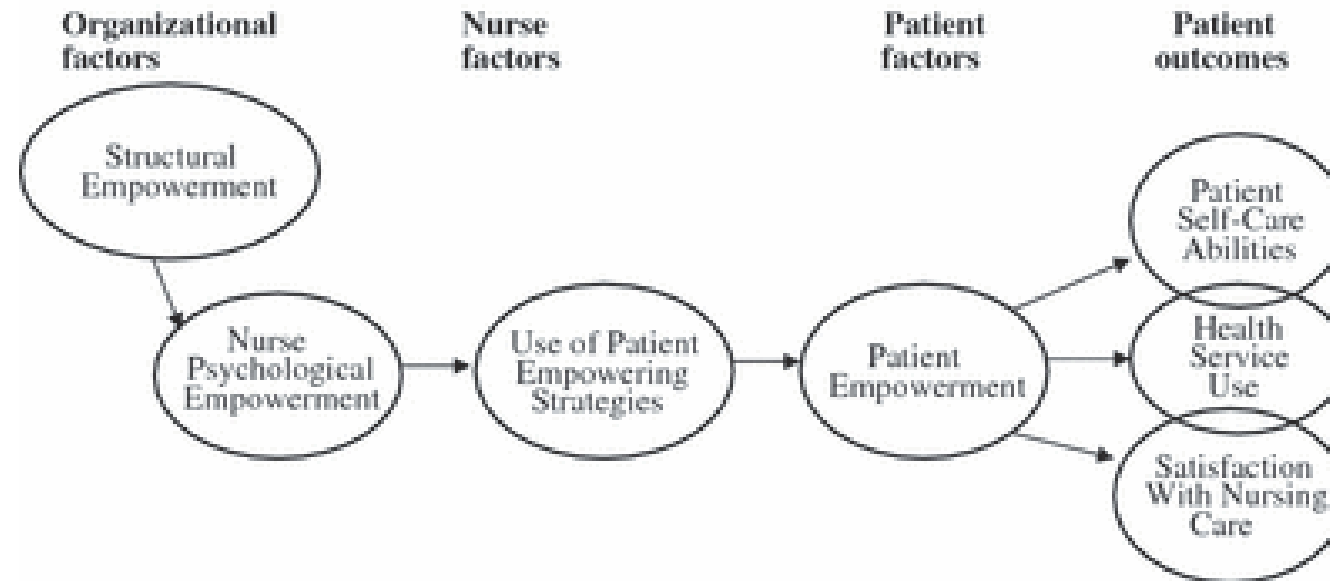 Organizational
factors
Nurse
factors
Patient
factors
Patient
outcomes
Structural
Empowerment
Nurse
Psychological
Empowerment
Use of Patient
Empowering
Strategies
Patient
Empowerment
Patient
Self-Care
Abilities
Health
Service
Use
Satisfaction
With Nursing
Care